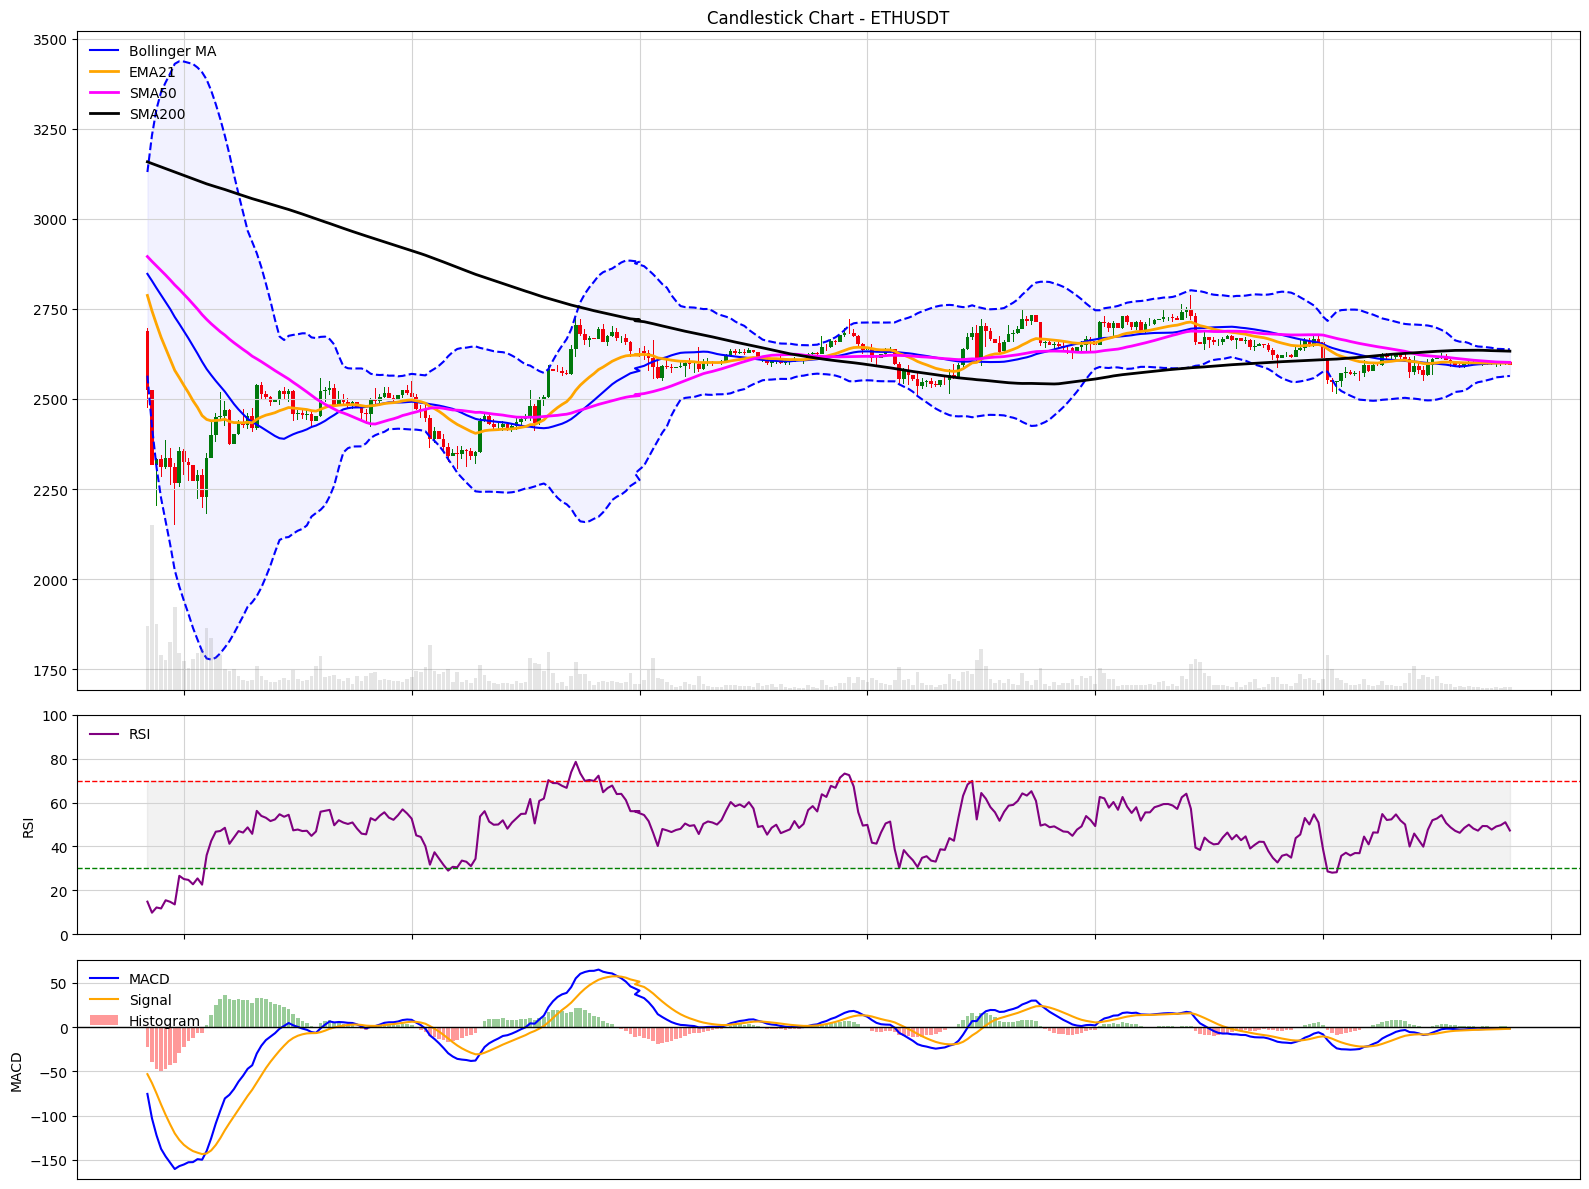 Candlestick Chart - ETHUSDT
3500
3250
3000
2750
2500
2250
2000
1750
Bollinger MA
EMA21
SMA50
SMA200
100
80
60
40
20
0
RSI
RSI
50
0
−50
−100
−150
MACD
MACD
Signal
Histogram